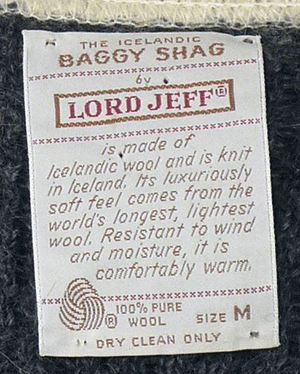 THE ICELANDIC
BAGGY SHAG
by
LORD JEFF®
is made of
Icelandic wool and is knit
in Iceland. Its luxuriously
soft feel comes from the
world's longest, lightest
wool. Resistant to wind
and moisture, it is
comfortably warm.
® 100% PURE
WOOL SIZE M
DRY CLEAN ONLY